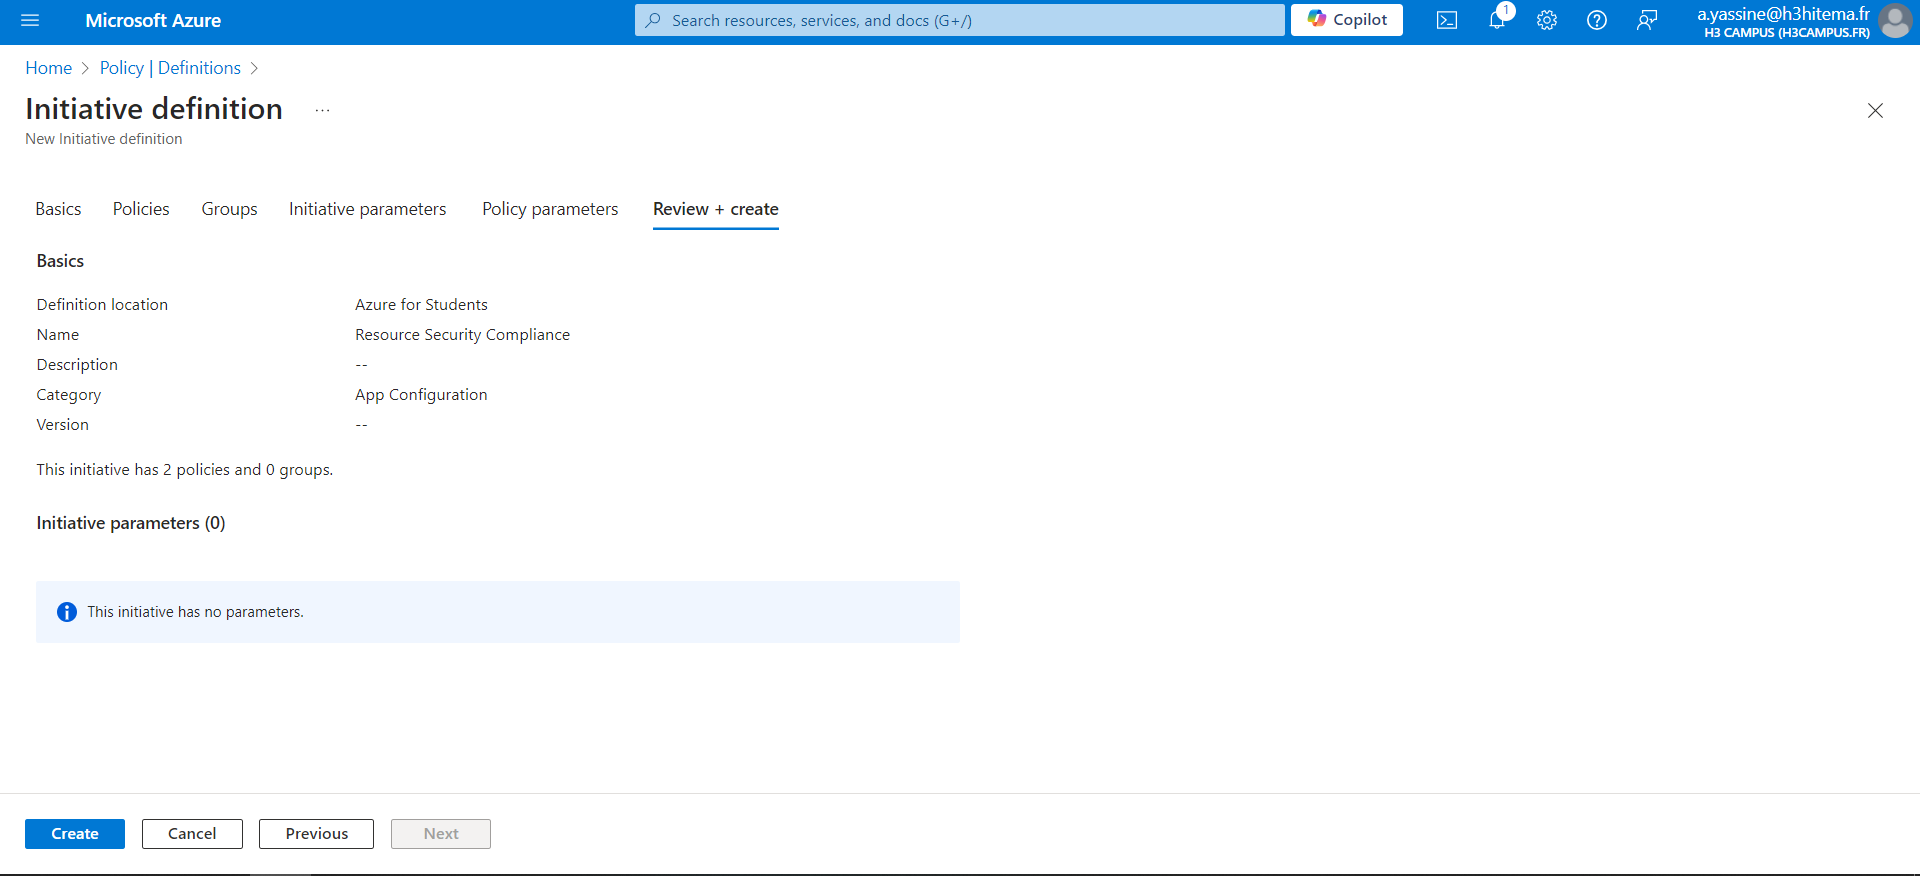 Microsoft Azure
Search resources, services, and docs (G+/)
Copilot
1
a.yassine@h3hitema.fr
H3 CAMPUS (H3CAMPUS.FR)
Home > Policy | Definitions >
Initiative definition ...
New Initiative definition
Basics Policies Groups Initiative parameters Policy parameters Review + create
Basics
Definition location Azure for Students
Name Resource Security Compliance
Description --
Category App Configuration
Version --
This initiative has 2 policies and 0 groups.
Initiative parameters (0)
This initiative has no parameters.
Create Cancel Previous Next